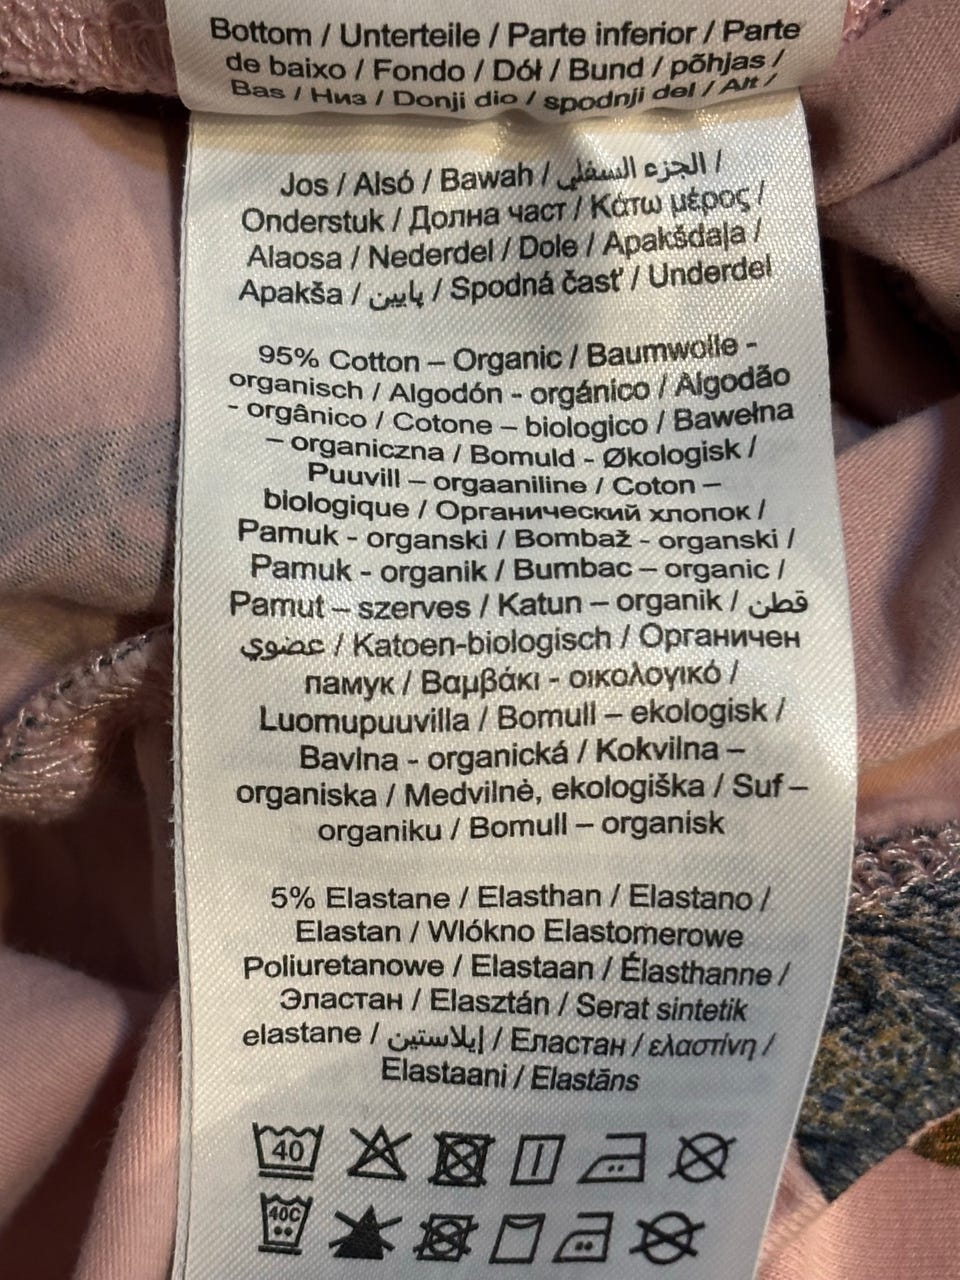 Bottom / Unterteile / Parte inferior / Parte
de baixo / Fondo / Dół / Bund / põhjas /
Bas / Низ / Donji dio / spodnji del / Alt /
Jos / Alsó / Bawah / الجزء السفلي /
Onderstuk / Долна част / Κάτω μέρος /
Alaosa / Nederdel / Dole / Apakšdaļa /
Apakša / پایین / Spodná časť / Underdel
95% Cotton – Organic / Baumwolle -
organisch / Algodón - orgánico / Algodão
- orgânico / Cotone – biologico / Bawełna
– organiczna / Bomuld - Økologisk /
Puuvill – orgaaniline / Coton –
biologique / Органический хлопок /
Pamuk - organski / Bombaž - organski /
Pamuk - organik / Bumbac – organic /
Pamut – szerves / Katun – organik / قطن
عضوي / Katoen-biologisch / Органичен
памук / Βαμβάκι - οικολογικό /
Luomupuuvilla / Bomull – ekologisk /
Bavlna - organická / Kokvilna –
organiska / Medvilnė, ekologiška / Suf –
organiku / Bomull – organisk
5% Elastane / Elasthan / Elastano /
Elastan / Wlókno Elastomerowe
Poliuretanowe / Elastaan / Élasthanne /
Эластан / Elasztán / Serat sintetik
elastane / إيلاستين / Еластан / ελαστίνη /
Elastaani / Elastāns
40
40C